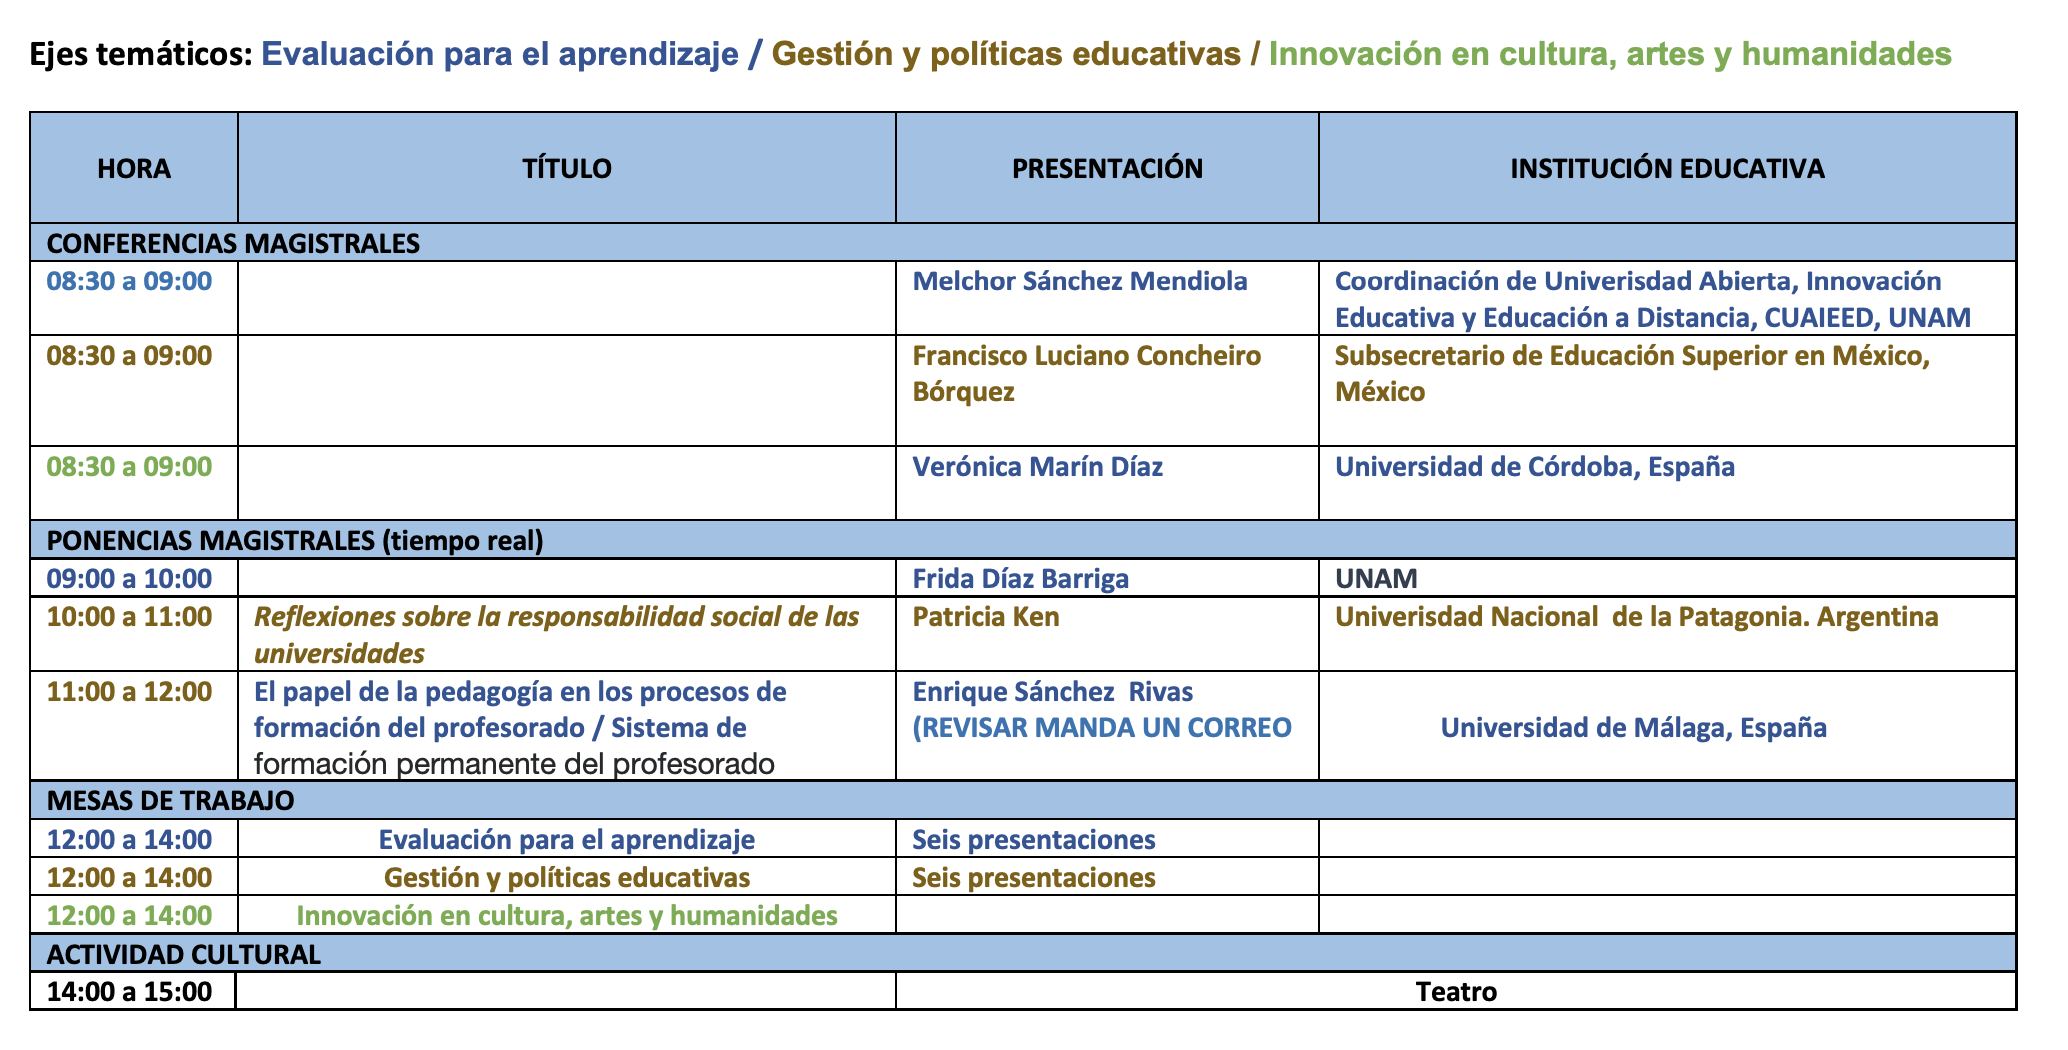 Ejes temáticos: Evaluación para el aprendizaje / Gestión y políticas educativas / Innovación en cultura, artes y humanidades
HORA TÍTULO PRESENTACIÓN INSTITUCIÓN EDUCATIVA
CONFERENCIAS MAGISTRALES
08:30 a 09:00 Melchor Sánchez Mendiola Coordinación de Univerisdad Abierta, Innovación
Educativa y Educación a Distancia, CUAIEED, UNAM
08:30 a 09:00 Francisco Luciano Concheiro Subsecretario de Educación Superior en México,
Bórquez México
08:30 a 09:00 Verónica Marín Díaz Universidad de Córdoba, España
PONENCIAS MAGISTRALES (tiempo real)
09:00 a 10:00 Frida Díaz Barriga UNAM
10:00 a 11:00 Reflexiones sobre la responsabilidad social de las Patricia Ken Univerisdad Nacional  de la Patagonia. Argentina
universidades
11:00 a 12:00 El papel de la pedagogía en los procesos de Enrique Sánchez  Rivas
formación del profesorado / Sistema de (REVISAR MANDA UN CORREO Universidad de Málaga, España
formación permanente del profesorado
MESAS DE TRABAJO
12:00 a 14:00 Evaluación para el aprendizaje Seis presentaciones
12:00 a 14:00 Gestión y políticas educativas Seis presentaciones
12:00 a 14:00 Innovación en cultura, artes y humanidades
ACTIVIDAD CULTURAL
14:00 a 15:00 Teatro